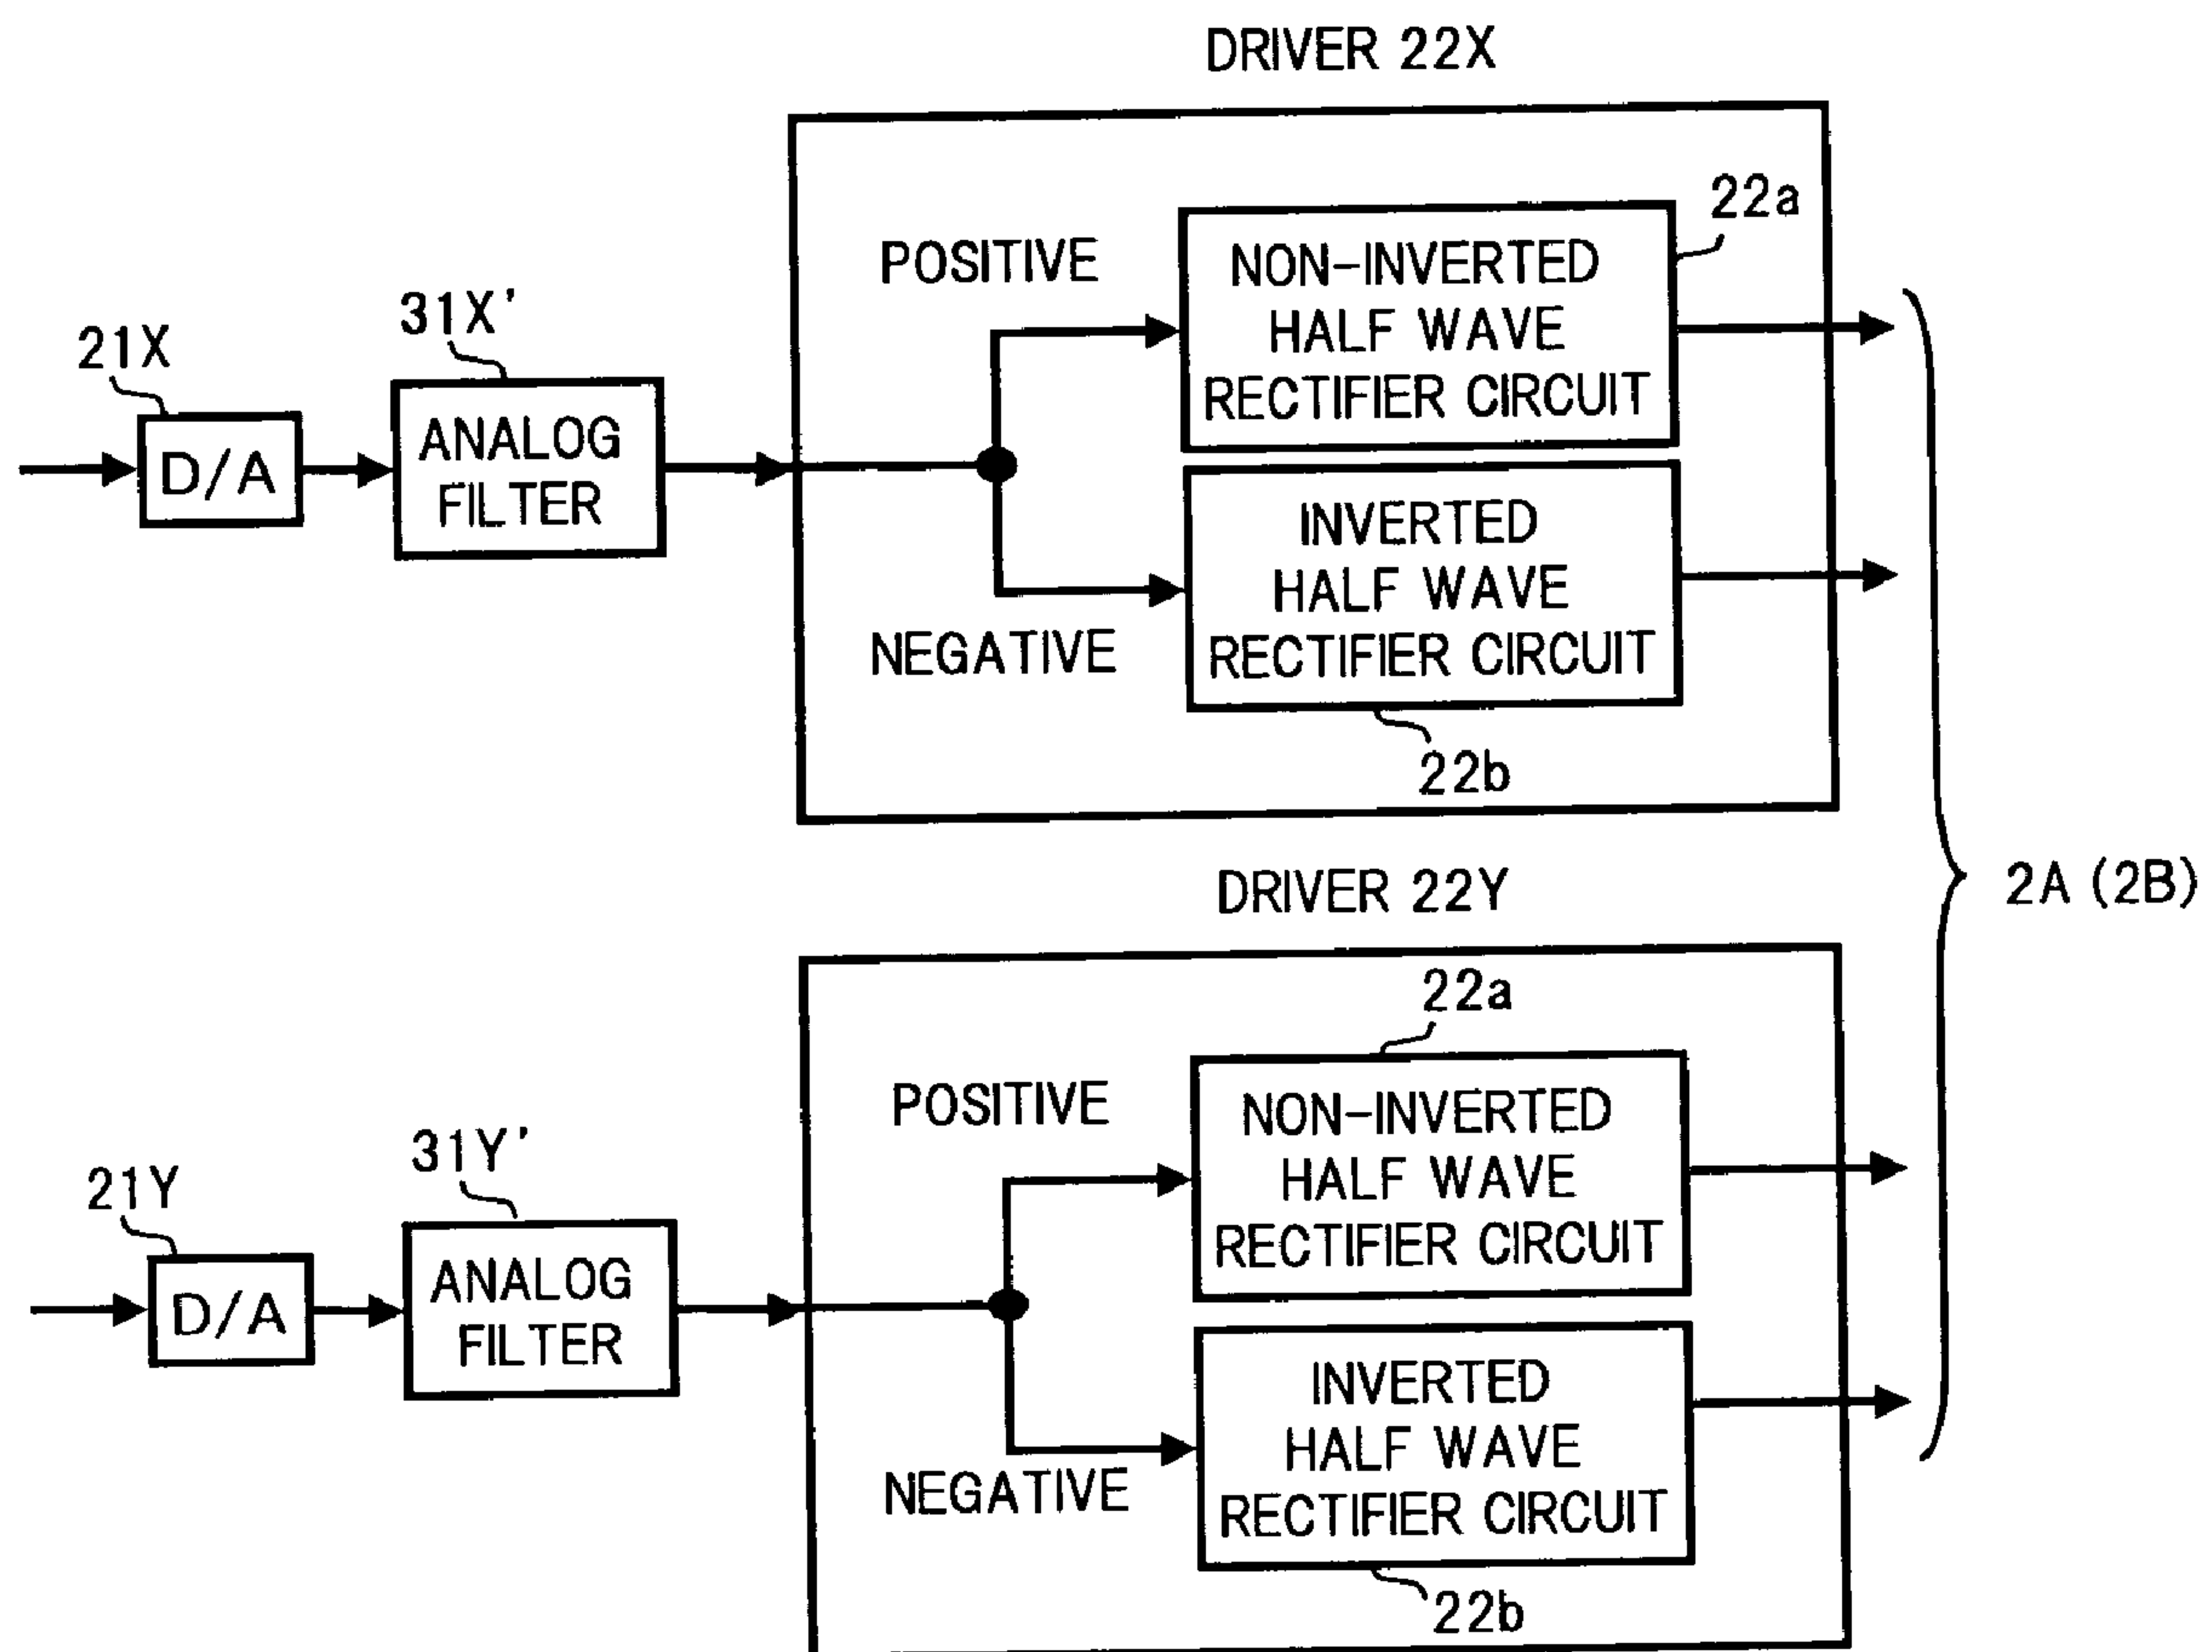 DRIVER 22X
22a
POSITIVE
NON-INVERTED
HALF WAVE
RECTIFIER CIRCUIT
31X'
21X
ANALOG
FILTER
D/A
INVERTED
HALF WAVE
RECTIFIER CIRCUIT
NEGATIVE
22b
2A (2B)
DRIVER 22Y
22a
POSITIVE
NON-INVERTED
HALF WAVE
RECTIFIER CIRCUIT
31Y'
21Y
ANALOG
FILTER
D/A
INVERTED
HALF WAVE
RECTIFIER CIRCUIT
NEGATIVE
22b